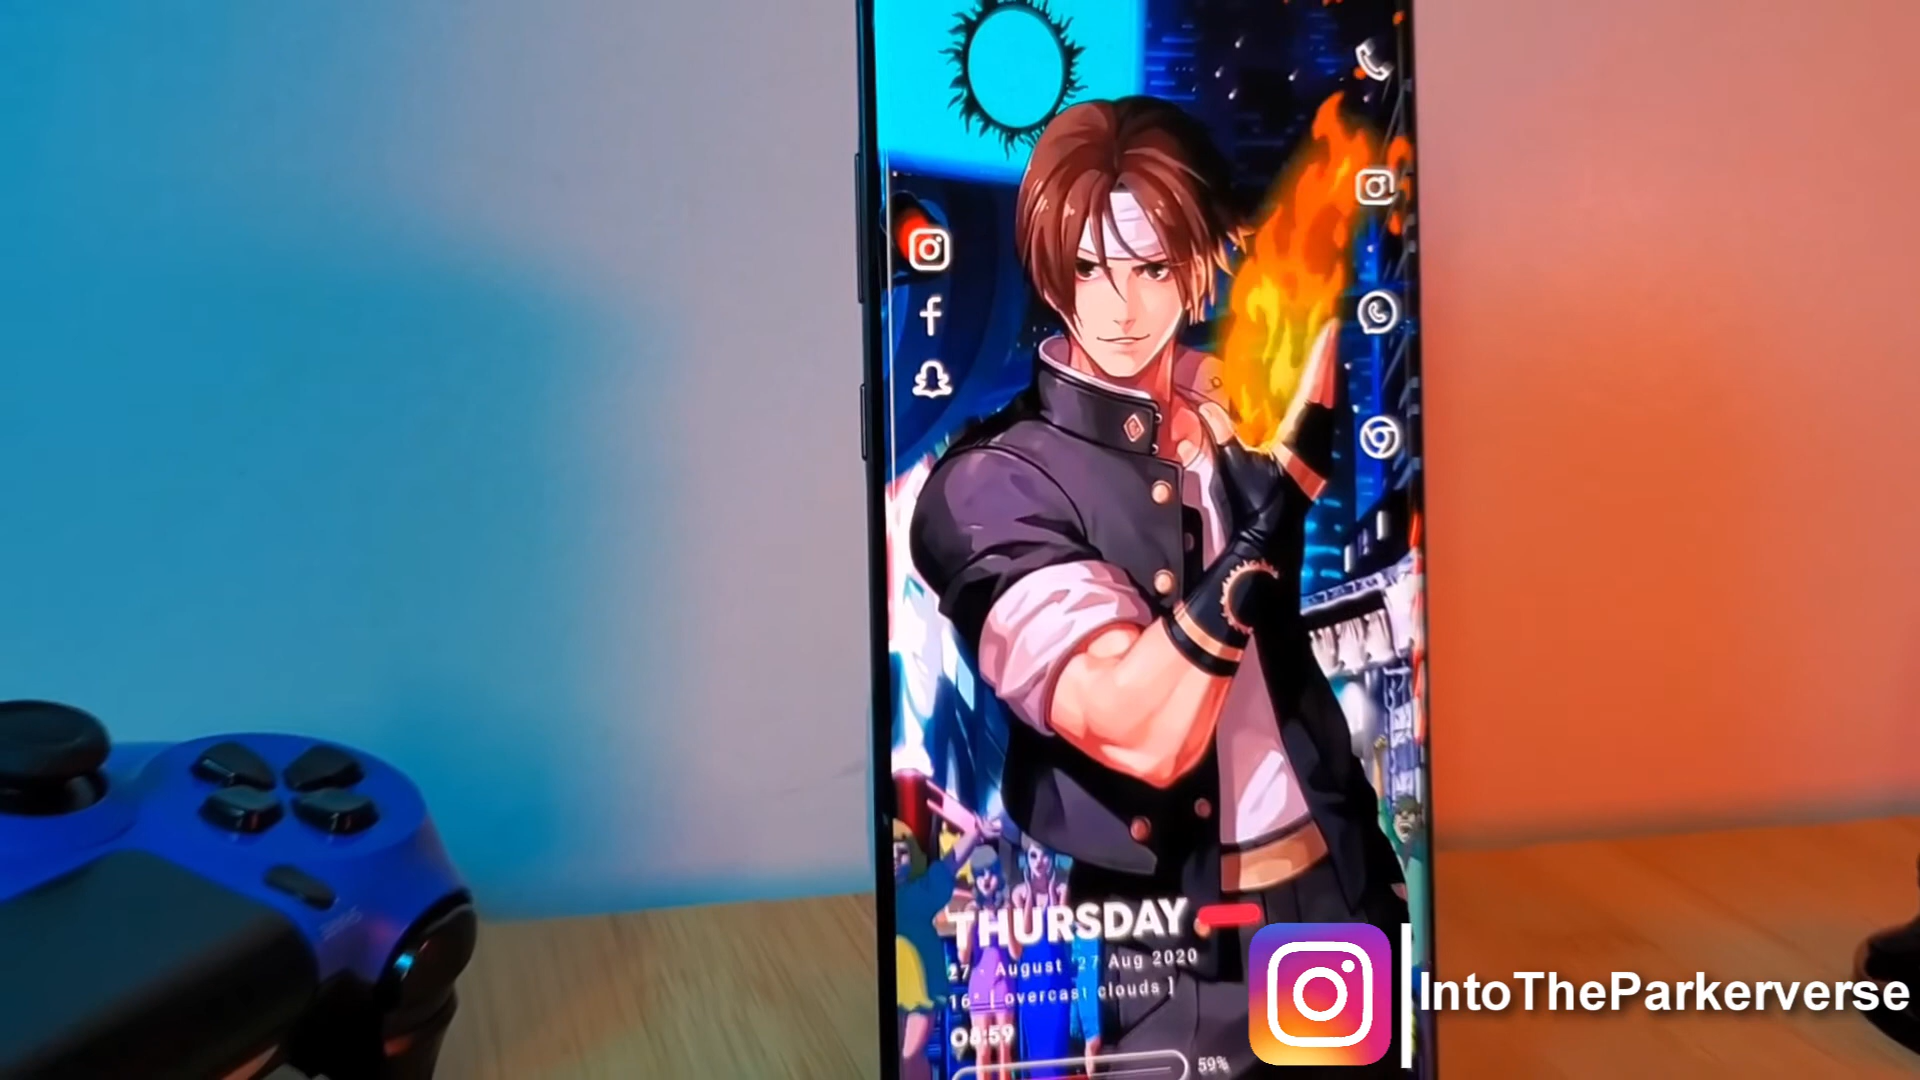 THURSDAY
27 - August '27 Aug 2020
16° [ overcast clouds ]
08:59
59%
IntoTheParkerverse